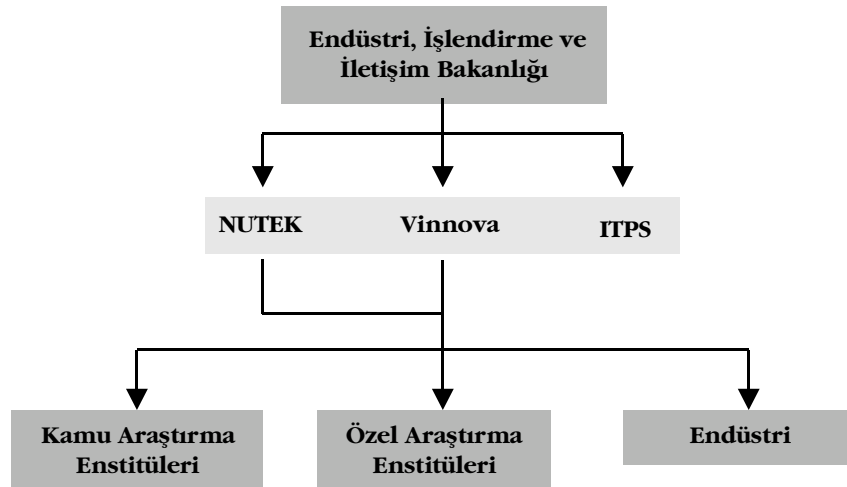 Endüstri, İşlendirme ve
İletişim Bakanlığı
NUTEK Vinnova ITPS
Kamu Araştırma
Enstitüleri
Özel Araştırma
Enstitüleri
Endüstri